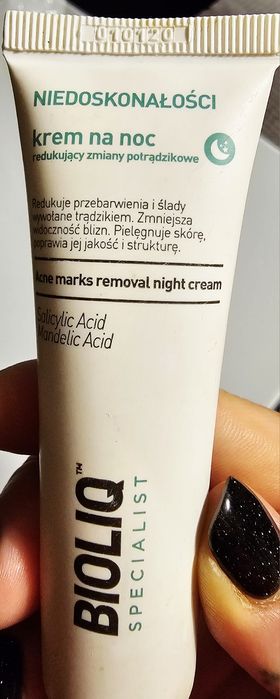 NIEDOSKONAŁOŚCI
krem na noc
redukujący zmiany potrądzikowe
Redukuje przebarwienia i ślady
wywołane trądzikiem. Zmniejsza
widoczność blizn. Pielęgnuje skórę,
poprawia jej jakość i strukturę.
Acne marks removal night cream
Salicylic Acid
Mandelic Acid
BIOLIQ™
SPECIALIST